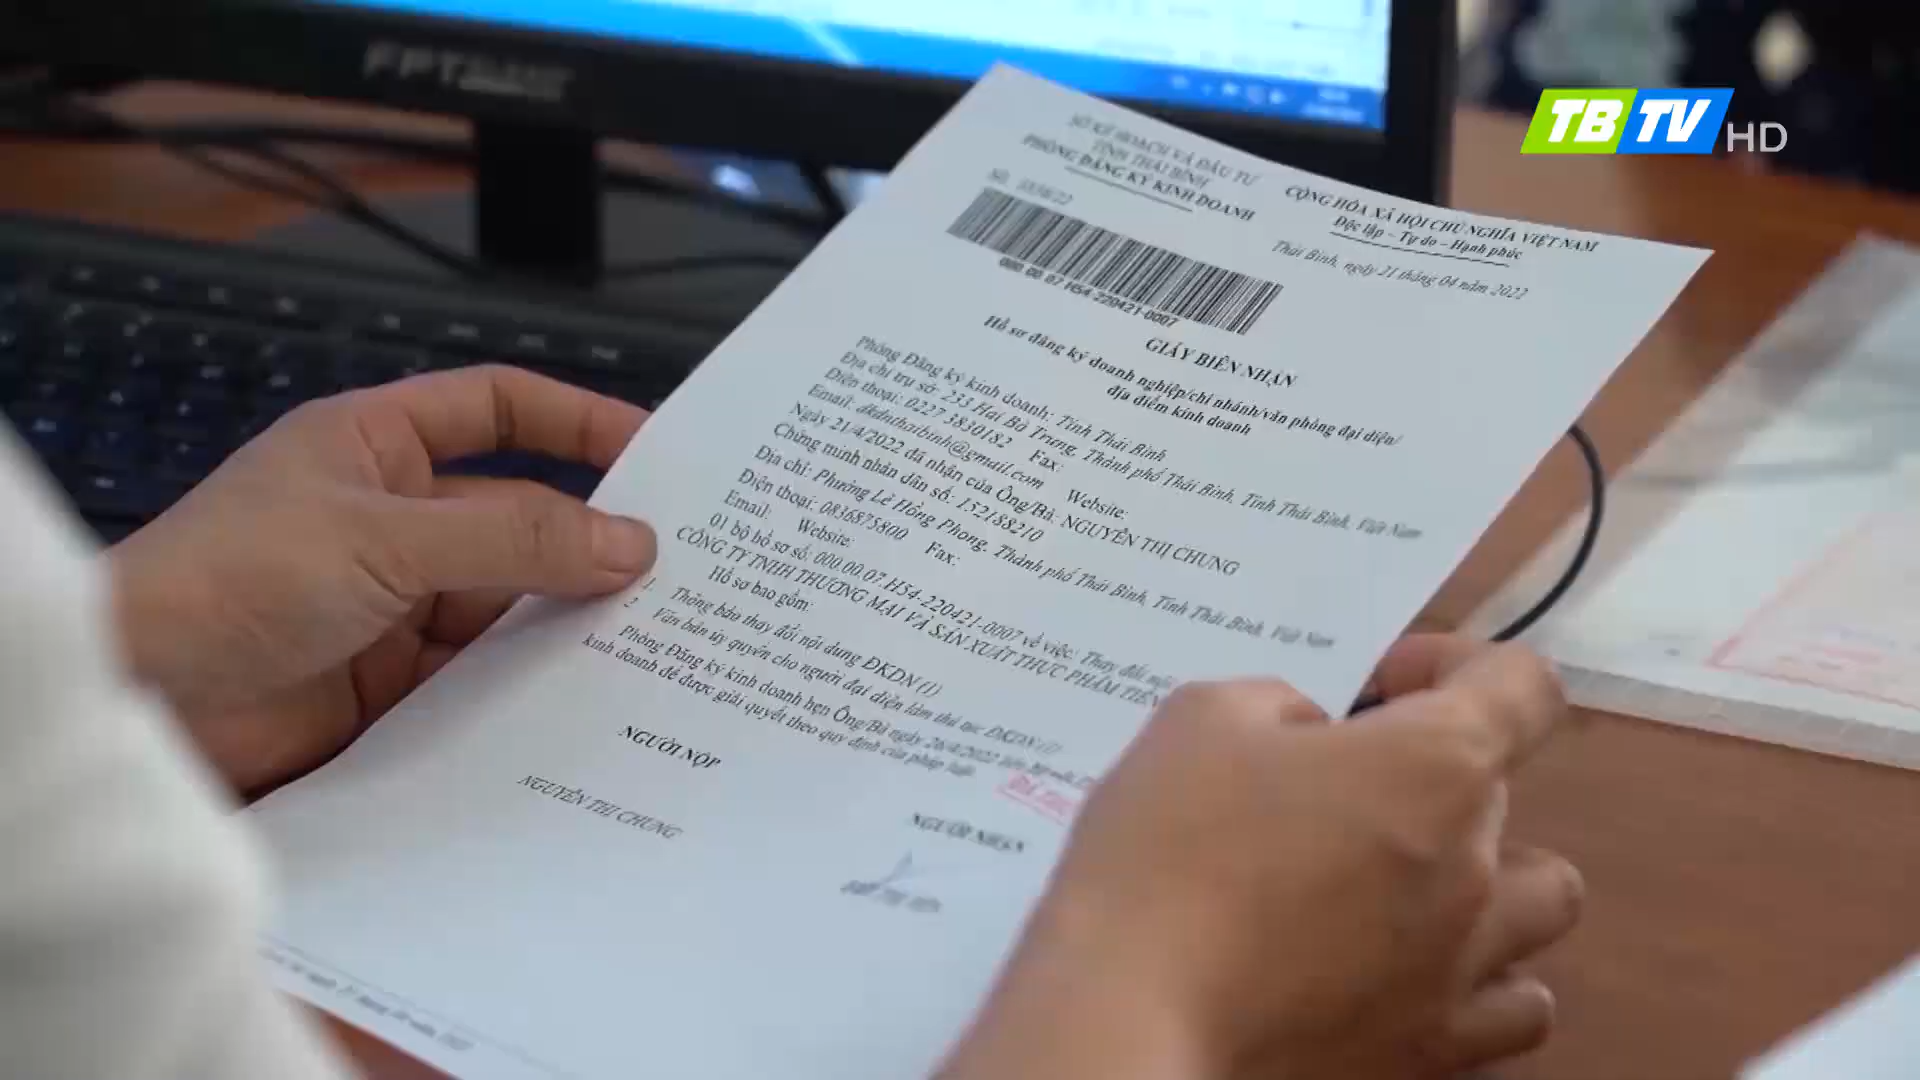 TBTV HD
FPT
SỞ KẾ HOẠCH VÀ ĐẦU TƯ
TỈNH THÁI BÌNH
PHÒNG ĐĂNG KÝ KINH DOANH
CỘNG HÒA XÃ HỘI CHỦ NGHĨA VIỆT NAM
Độc lập – Tự do – Hạnh phúc
Số:
Thái Bình, ngày 21 tháng 04 năm 2022
000.00.07.H54-220421-0007
GIẤY BIÊN NHẬN
Hồ sơ đăng ký doanh nghiệp/chi nhánh/văn phòng đại diện/
địa điểm kinh doanh
Phòng Đăng ký kinh doanh: Tỉnh Thái Bình
Địa chỉ trụ sở: 233 Hai Bà Trưng, Thành phố Thái Bình, Tỉnh Thái Bình, Việt Nam
Điện thoại: 0227 3830182 Fax:
Email: dkdnthaibinh@gmail.com Website:
Ngày 21/4/2022 đã nhận của Ông/Bà: NGUYỄN THỊ CHUNG
Chứng minh nhân dân số: 152188210
Địa chỉ: Phường Lê Hồng Phong, Thành phố Thái Bình, Tỉnh Thái Bình, Việt Nam
Điện thoại: 0836875800 Fax:
Email: Website:
01 bộ hồ sơ số: 000.00.07.H54-220421-0007 về việc: Thay đổi
CÔNG TY TNHH THƯƠNG MẠI VÀ SẢN XUẤT THỰC PHẨM
Hồ sơ bao gồm:
1. Thông báo thay đổi nội dung ĐKDN (1)
2. Văn bản ủy quyền cho người đại diện làm thủ tục ĐKDN (1)
Phòng Đăng ký kinh doanh hẹn Ông/Bà ngày 26/4/2022
kinh doanh để được giải quyết theo quy định của pháp luật.
NGƯỜI NỘP
NGƯỜI NHẬN
NGUYỄN THỊ CHUNG